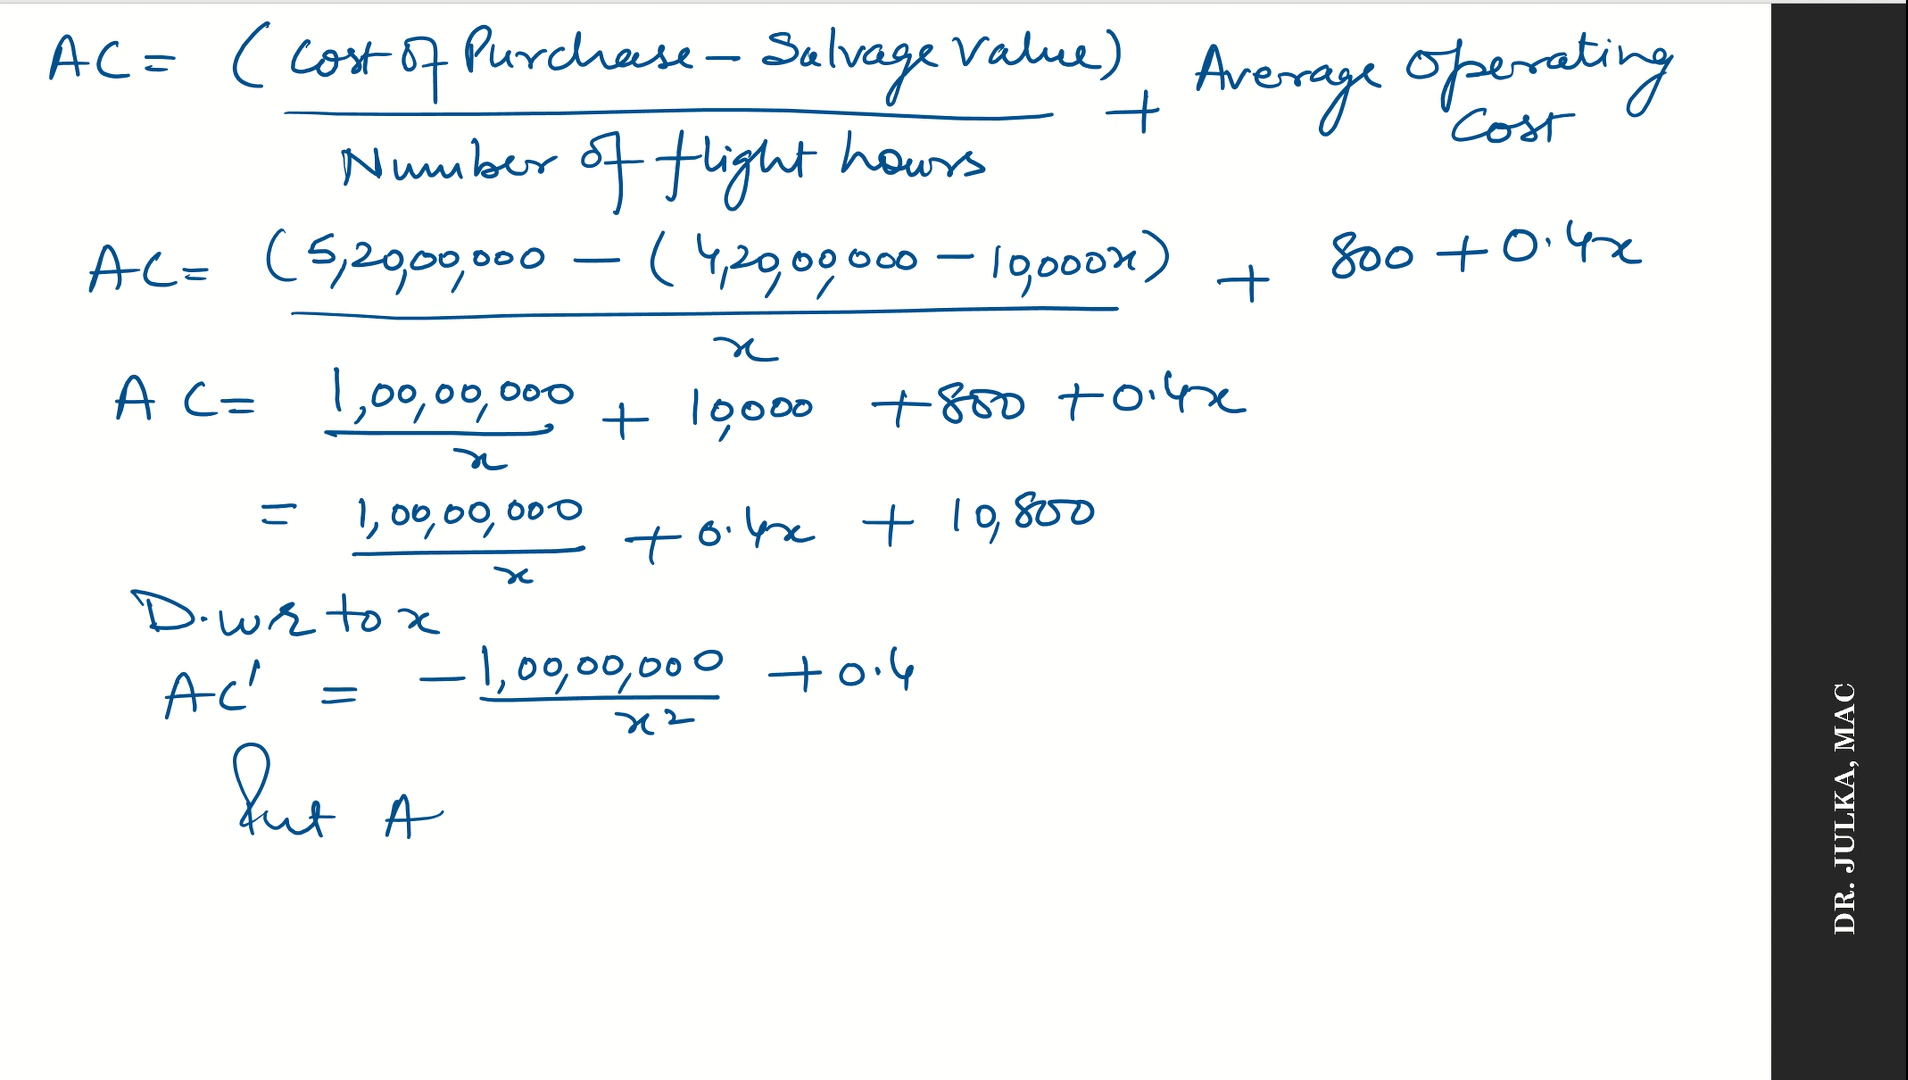 AC = (Cost of Purchase - Salvage Value) / Number of flight hours + Average Operating Cost
AC = (5,20,00,000 - (4,20,00,000 - 10,000x) / x + 800 + 0.4x
AC = 1,00,00,000 / x + 10,000 + 800 + 0.4x
= 1,00,00,000 / x + 0.4x + 10,800
D.wr to x
AC' = -1,00,00,000 / x² + 0.4
Put A
DR. JULKA, MAC